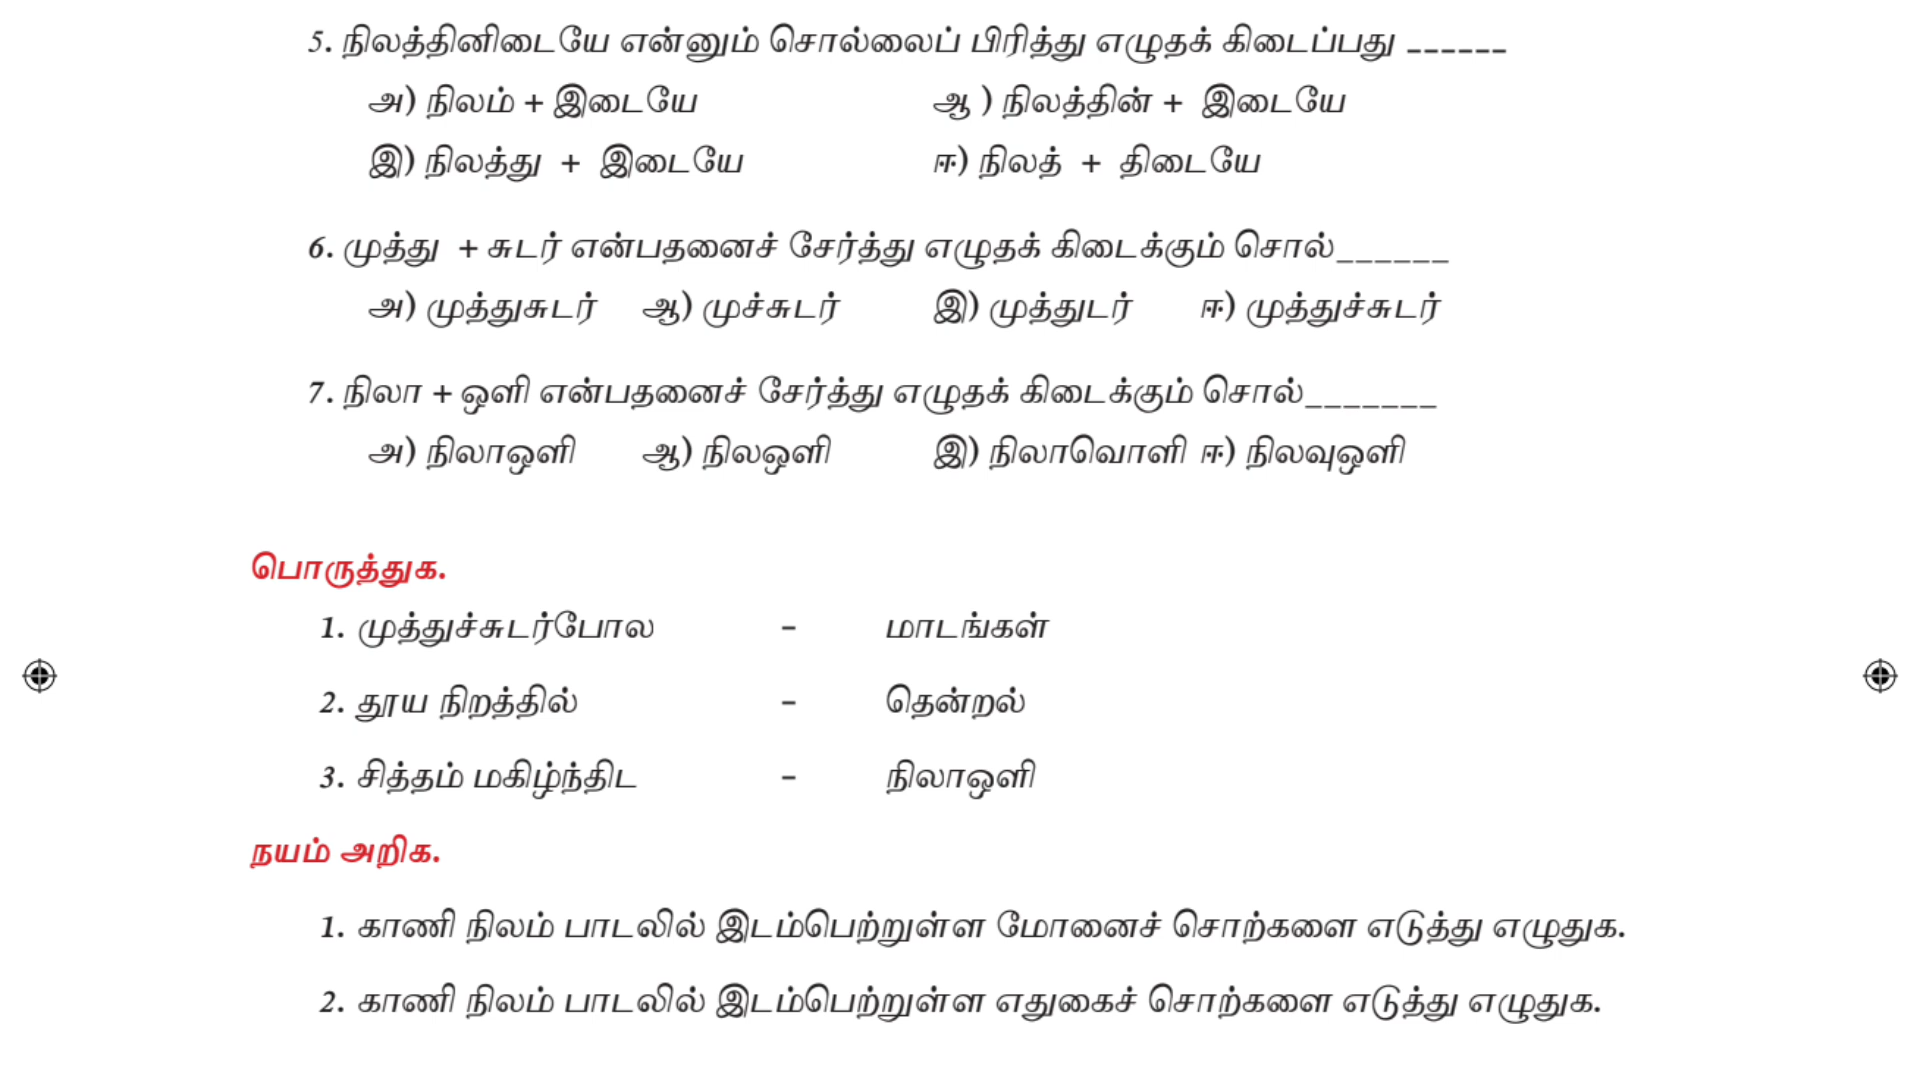 5. நிலத்தினிடையே என்னும் சொல்லைப் பிரித்து எழுதக் கிடைப்பது ______
அ) நிலம் + இடையே ஆ ) நிலத்தின் + இடையே
இ) நிலத்து + இடையே ஈ) நிலத் + திடையே
6. முத்து + சுடர் என்பதனைச் சேர்த்து எழுதக் கிடைக்கும் சொல்______
அ) முத்துசுடர் ஆ) முச்சுடர் இ) முத்துடர் ஈ) முத்துச்சுடர்
7. நிலா + ஒளி என்பதனைச் சேர்த்து எழுதக் கிடைக்கும் சொல்_______
அ) நிலாஒளி ஆ) நிலஒளி இ) நிலாவொளி ஈ) நிலவுஒளி
பொருத்துக.
1. முத்துச்சுடர்போல - மாடங்கள்
2. தூய நிறத்தில் - தென்றல்
3. சித்தம் மகிழ்ந்திட - நிலாஒளி
நயம் அறிக.
1. காணி நிலம் பாடலில் இடம்பெற்றுள்ள மோனைச் சொற்களை எடுத்து எழுதுக.
2. காணி நிலம் பாடலில் இடம்பெற்றுள்ள எதுகைச் சொற்களை எடுத்து எழுதுக.